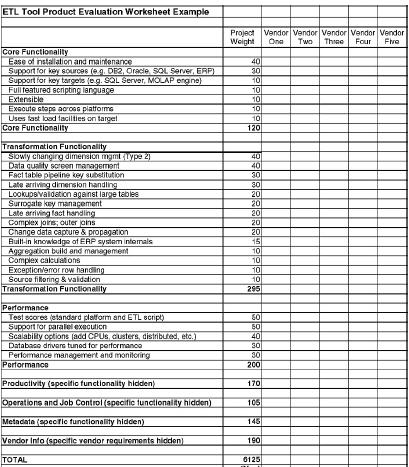 ETL Tool Product Evaluation Worksheet Example
Project Weight Vendor One Vendor Two Vendor Three Vendor Four Vendor Five
Core Functionality
Ease of installation and maintenance 40
Support for key sources (e.g. DB2, Oracle, SQL Server, ERP) 30
Support for key targets (e.g. SQL Server, MOLAP engine) 10
Full featured scripting language 10
Extensible 10
Execute steps across platforms 10
Uses fast load facilities on target 10
Core Functionality 120
Transformation Functionality
Slowly changing dimension mgmt (Type 2) 40
Data quality screen management 40
Fact table pipeline key substitution 30
Late arriving dimension handling 30
Lookups/validation against large tables 20
Surrogate key management 20
Late arriving fact handling 20
Complex joins; outer joins 20
Change data capture & propagation 20
Built-in knowledge of ERP system internals 15
Aggregation build and management 10
Complex calculations 10
Exception/error row handling 10
Source filtering & validation 10
Transformation Functionality 295
Performance
Test scores (standard platform and ETL script) 50
Support for parallel execution 50
Scalability options (add CPUs, clusters, distributed, etc.) 40
Database drivers tuned for performance 30
Performance management and monitoring 30
Performance 200
Productivity (specific functionality hidden) 170
Operations and Job Control (specific functionality hidden) 105
Metadata (specific functionality hidden) 145
Vendor Info (specific vendor requirements hidden) 190
TOTAL 6125